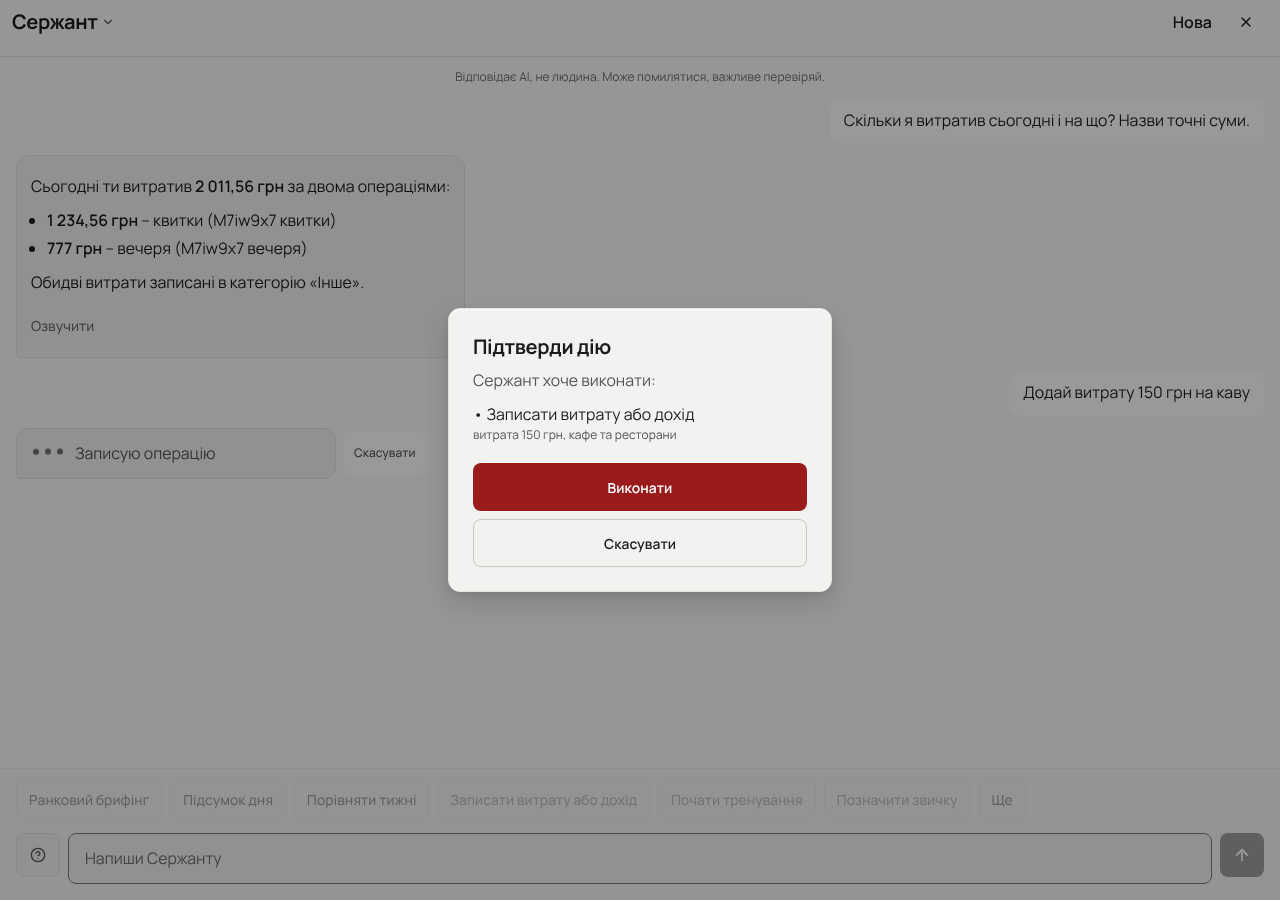 Сержант
Нова
Відповідає AI, не людина. Може помилятися, важливе перевіряй.
Скільки я витратив сьогодні і на що? Назви точні суми.
Сьогодні ти витратив 2 011,56 грн за двома операціями:
• 1 234,56 грн – квитки (M7iw9x7 квитки)
• 777 грн – вечеря (M7iw9x7 вечеря)
Обидві витрати записані в категорію «Інше».
Озвучити
Додай витрату 150 грн на каву
Записую операцію
Скасувати
Підтверди дію
Сержант хоче виконати:
• Записати витрату або дохід
витрата 150 грн, кафе та ресторани
Виконати
Скасувати
Ранковий брифінг
Підсумок дня
Порівняти тижні
Записати витрату або дохід
Почати тренування
Позначити звичку
Ще
Напиши Сержанту